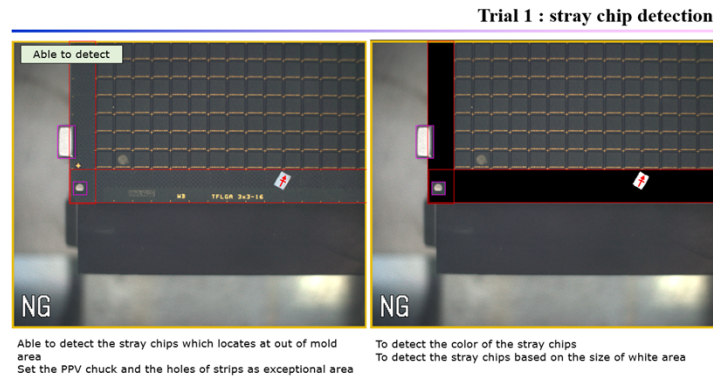 Trial 1 : stray chip detection
Able to detect
W5 TFLGA 3x3-16
NG
NG
Able to detect the stray chips which locates at out of mold
area
Set the PPV chuck and the holes of strips as exceptional area
To detect the color of the stray chips
To detect the stray chips based on the size of white area